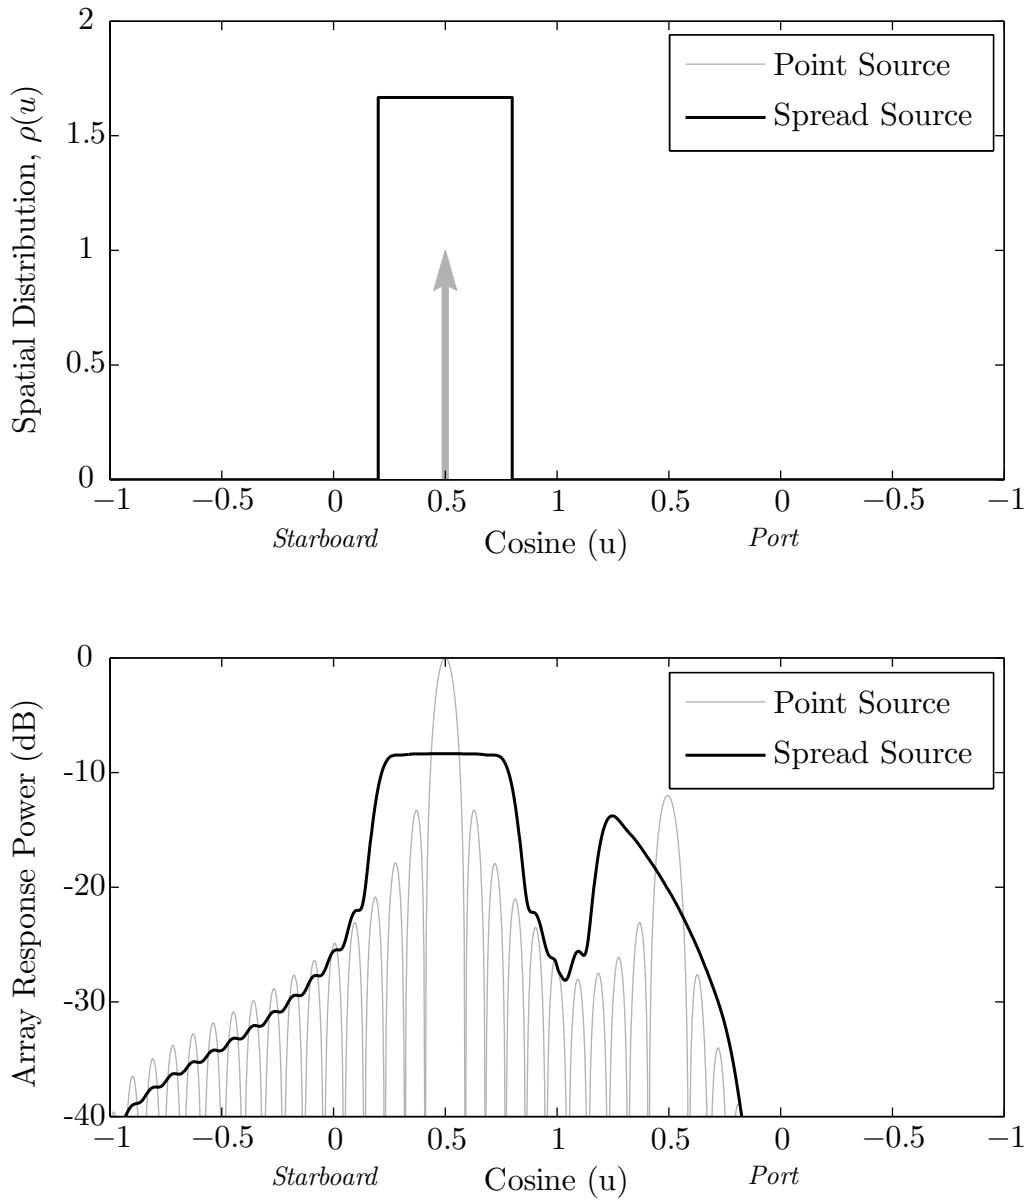 2
1.5
1
0.5
0
Spatial Distribution, ρ(u)
Point Source
Spread Source
−1 −0.5 0 0.5 1 0.5 0 −0.5 −1
Starboard Cosine (u) Port
0
-10
-20
-30
-40
Array Response Power (dB)
Point Source
Spread Source
−1 −0.5 0 0.5 1 0.5 0 −0.5 −1
Starboard Cosine (u) Port